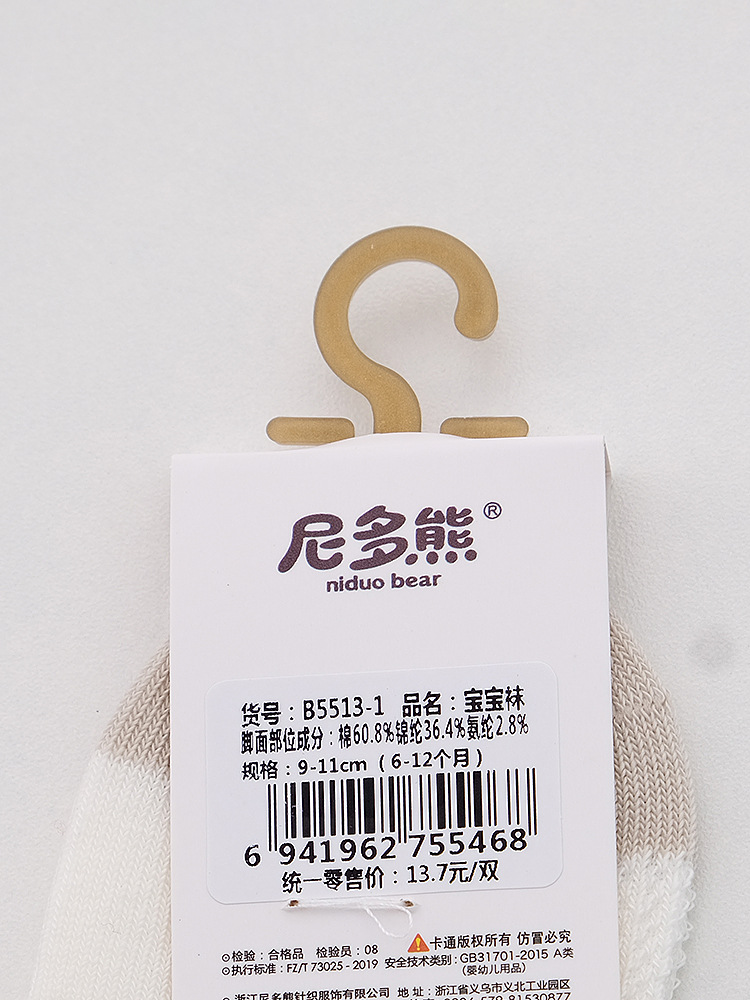 尼多熊®
niduo bear
货号：B5513-1 品名：宝宝袜
脚面部位成分：棉60.8%锦纶36.4%氨纶2.8%
规格：9-11cm（6-12个月）
6 941962 755468
统一零售价：13.7元/双
卡通版权所有 仿冒必究
⊙检验：合格品 检验员：08
⊙执行标准：FZ/T 73025-2019 安全技术类别：GB31701-2015 A类
(婴幼儿用品)
⊙浙江尼多熊针织服饰有限公司 地址：浙江省义乌市义北工业园区